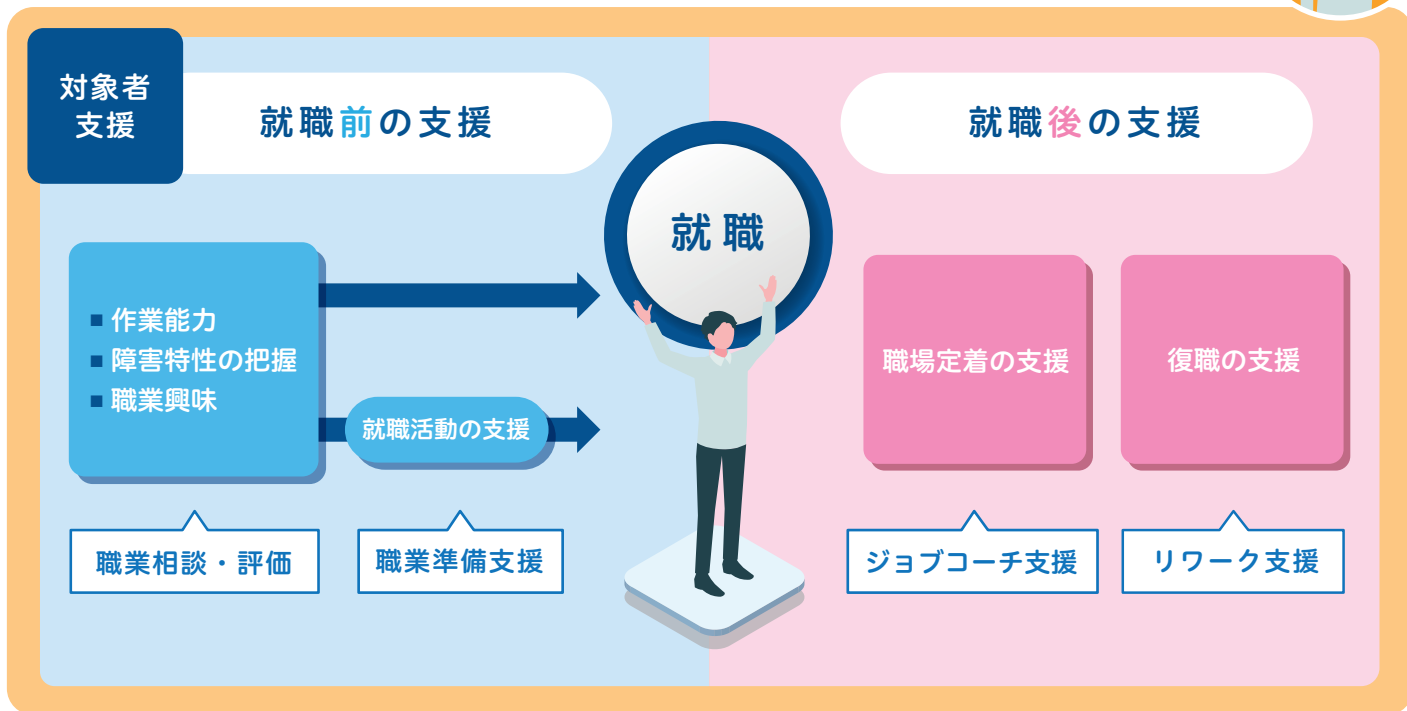 対象者
支援
就職前の支援
就職後の支援
就職
■ 作業能力
■ 障害特性の把握
■ 職業興味
就職活動の支援
職場定着の支援
復職の支援
職業相談・評価
職業準備支援
ジョブコーチ支援
リワーク支援